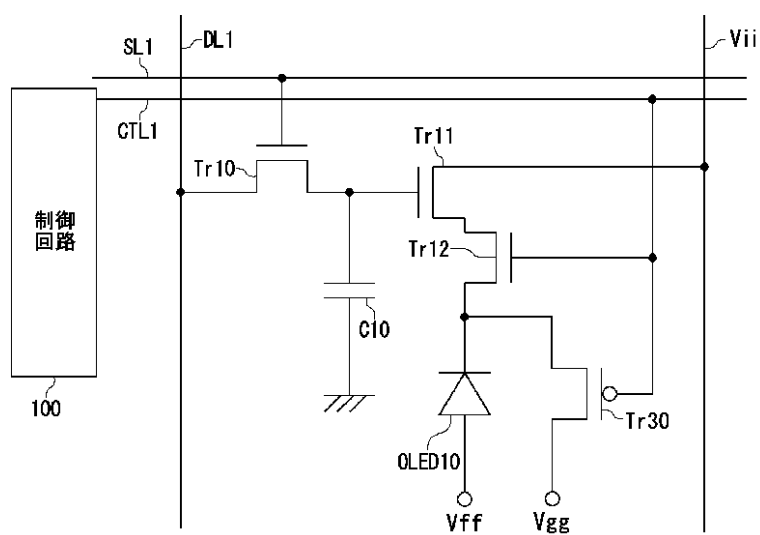 DL1
Vii
SL1
CTL1
Tr11
Tr10
制御
回路
Tr12
C10
100
Tr30
OLED10
Vff
Vgg